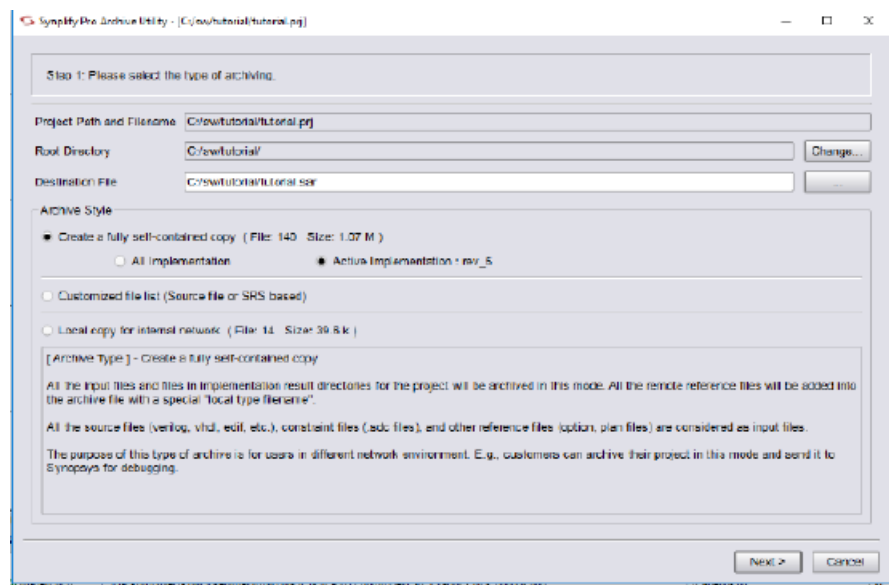 Synplify Pro Archive Utility - [C:/sw/tutorial/tutorial.prj]
Step 1: Please select the type of archiving.
Project Path and Filename C:/sw/tutorial/tutorial.prj
Root Directory C:/sw/tutorial/ Change...
Destination File C:/sw/tutorial/tutorial.sar ...
Archive Style
Create a fully self-contained copy ( File: 140 Size: 1.07 M )
All Implementation Active Implementation : rev_5
Customized file list (Source file or SRS based)
Local copy for internal network ( File: 14 Size: 39.6 k )
[ Archive Type ] - Create a fully self-contained copy
All the input files and files in implementation result directories for the project will be archived in this mode. All the remote reference files will be added into
the archive file with a special "local type filename".
All the source files (verilog, vhdl, edif, etc.), constraint files (.sdc files), and other reference files (option, plan files) are considered as input files.
The purpose of this type of archive is for users in different network environment. E.g., customers can archive their project in this mode and send it to
Synopsys for debugging.
Next > Cancel